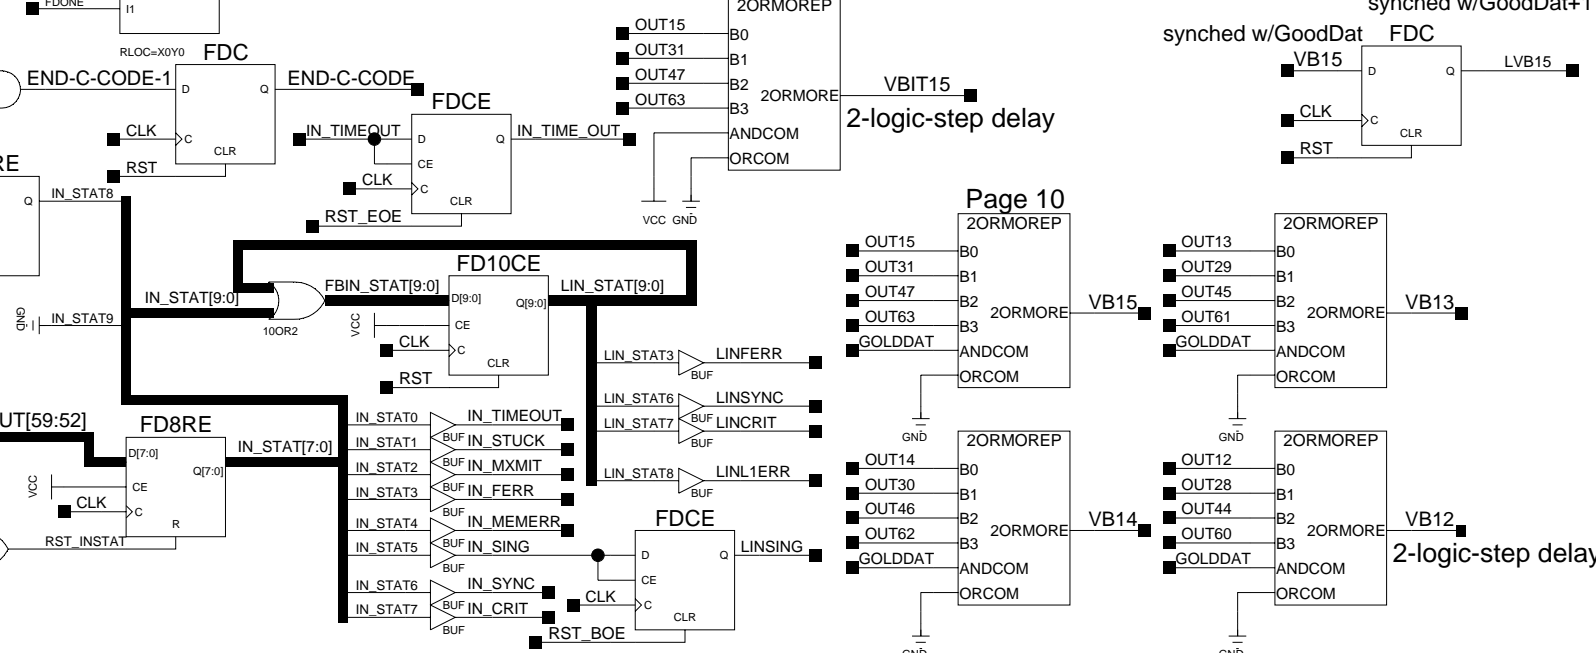 FDONE
I1
RLOC=X0Y0
FDC
END-C-CODE-1
D
Q
END-C-CODE
CLK
C
CLR
RST
RE
Q
IN_STAT8
GND
IN_STAT9
FDCE
IN_TIMEOUT
D
Q
IN_TIME_OUT
CE
CLK
C
CLR
RST_EOE
2ORMOREP
OUT15
B0
OUT31
B1
OUT47
B2
OUT63
B3
2ORMORE
VBIT15
2-logic-step delay
ANDCOM
ORCOM
VCC
GND
synched w/GoodDat+1
synched w/GoodDat
FDC
VB15
D
Q
LVB15
CLK
C
CLR
RST
IN_STAT[9:0]
10OR2
FBIN_STAT[9:0]
FD10CE
D[9:0]
Q[9:0]
LIN_STAT[9:0]
VCC
CE
CLK
C
CLR
RST
LIN_STAT3
BUF
LINFERR
LIN_STAT6
BUF
LINSYNC
LIN_STAT7
BUF
LINCRIT
LIN_STAT8
BUF
LINL1ERR
UT[59:52]
FD8RE
D[7:0]
Q[7:0]
IN_STAT[7:0]
VCC
CE
CLK
C
R
RST_INSTAT
IN_STAT0
BUF
IN_TIMEOUT
IN_STAT1
BUF
IN_STUCK
IN_STAT2
BUF
IN_MXMIT
IN_STAT3
BUF
IN_FERR
IN_STAT4
BUF
IN_MEMERR
IN_STAT5
BUF
IN_SING
IN_STAT6
BUF
IN_SYNC
IN_STAT7
BUF
IN_CRIT
FDCE
D
Q
LINSING
CE
CLK
C
CLR
RST_BOE
Page 10
2ORMOREP
OUT15
B0
OUT31
B1
OUT47
B2
OUT63
B3
2ORMORE
VB15
GOLDDAT
ANDCOM
ORCOM
GND
2ORMOREP
OUT13
B0
OUT29
B1
OUT45
B2
OUT61
B3
2ORMORE
VB13
GOLDDAT
ANDCOM
ORCOM
GND
2ORMOREP
OUT14
B0
OUT30
B1
OUT46
B2
OUT62
B3
2ORMORE
VB14
GOLDDAT
ANDCOM
ORCOM
GND
2ORMOREP
OUT12
B0
OUT28
B1
OUT44
B2
OUT60
B3
2ORMORE
VB12
2-logic-step delay
GOLDDAT
ANDCOM
ORCOM
GND